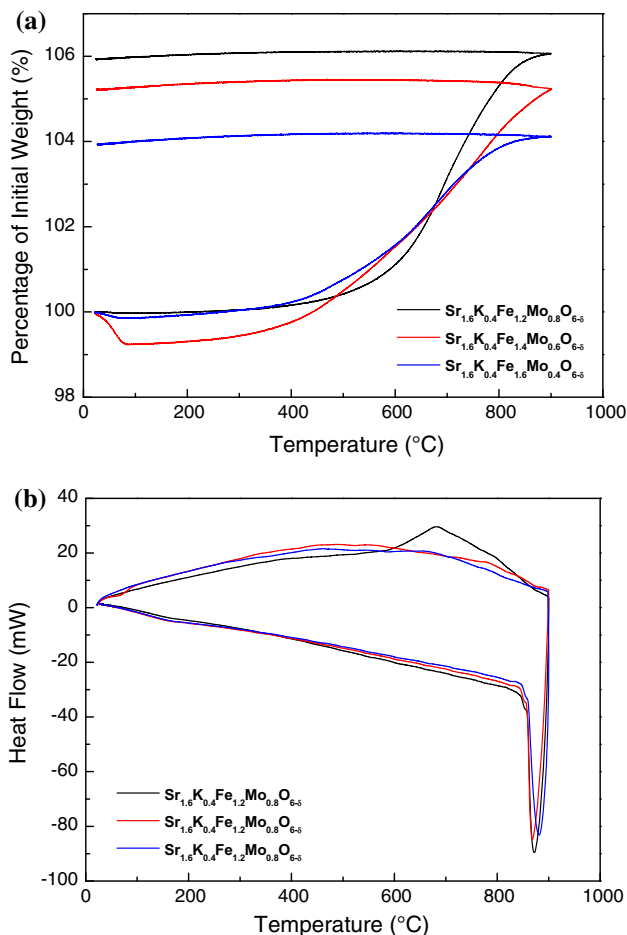 (a)
Percentage of Initial Weight (%)
106
104
102
100
98
Sr1.6K0.4Fe1.2Mo0.8O6-δ
Sr1.6K0.4Fe1.4Mo0.6O6-δ
Sr1.6K0.4Fe1.6Mo0.4O6-δ
0 200 400 600 800 1000
Temperature (°C)
(b)
Heat Flow (mW)
40
20
0
-20
-40
-60
-80
-100
Sr1.6K0.4Fe1.2Mo0.8O6-δ
Sr1.6K0.4Fe1.2Mo0.8O6-δ
Sr1.6K0.4Fe1.2Mo0.8O6-δ
0 200 400 600 800 1000
Temperature (°C)